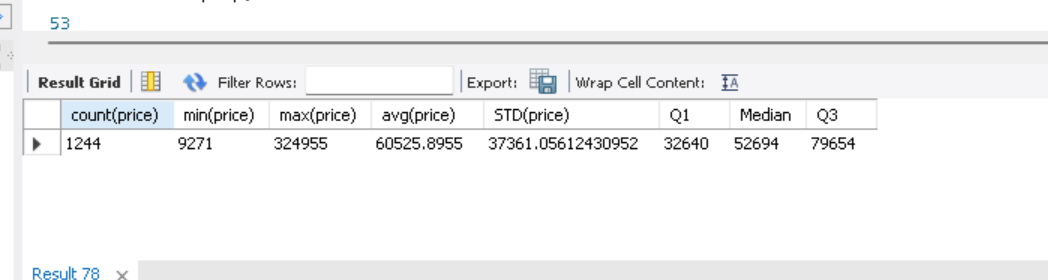 53
Result Grid Filter Rows: Export: Wrap Cell Content: IA
count(price) min(price) max(price) avg(price) STD(price) Q1 Median Q3
1244 9271 324955 60525.8955 37361.05612430952 32640 52694 79654
Result 78 ×